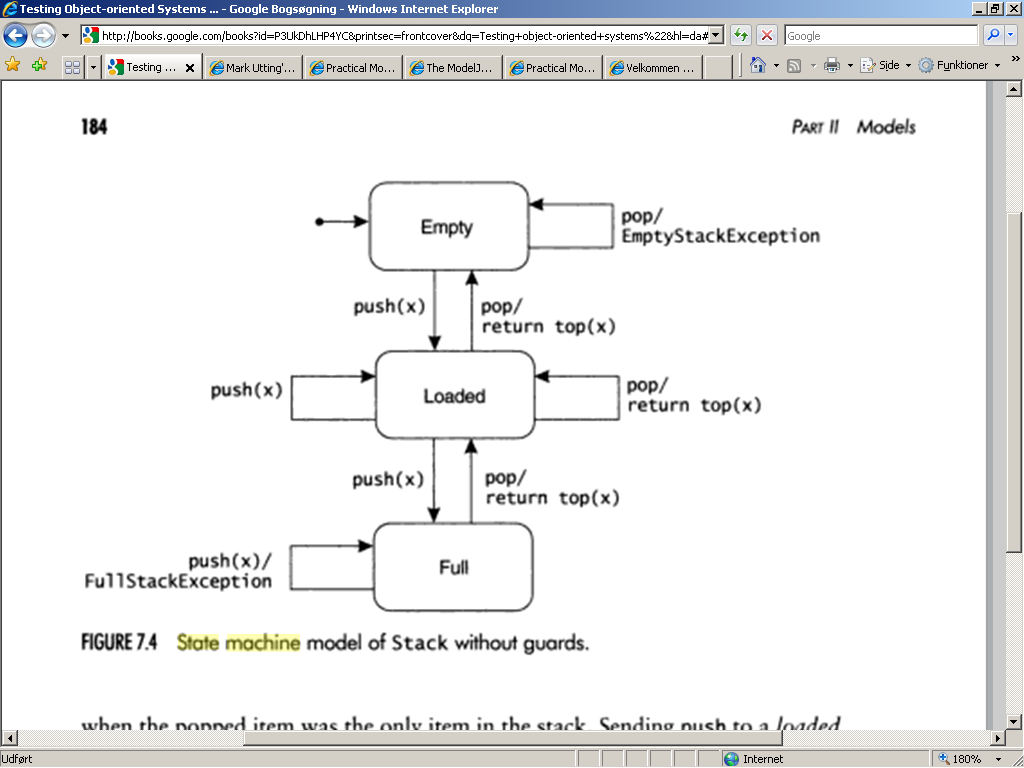 Testing Object-oriented Systems ... - Google Bogsøgning - Windows Internet Explorer
http://books.google.com/books?id=P3UkDhLHP4YC&printsec=frontcover&dq=Testing+object-oriented+systems%22&hl=da#
Google
Testing ...
Mark Utting'...
Practical Mo...
The ModelJ...
Practical Mo...
Velkommen ...
Side
Funktioner
184
PART II Models
Empty
pop/
EmptyStackException
push(x)
pop/
return top(x)
push(x)
Loaded
pop/
return top(x)
push(x)
pop/
return top(x)
push(x)/
FullStackException
Full
FIGURE 7.4 State machine model of Stack without guards.
when the popped item was the only item in the stack. Sending push to a loaded
Udført
Internet
180%